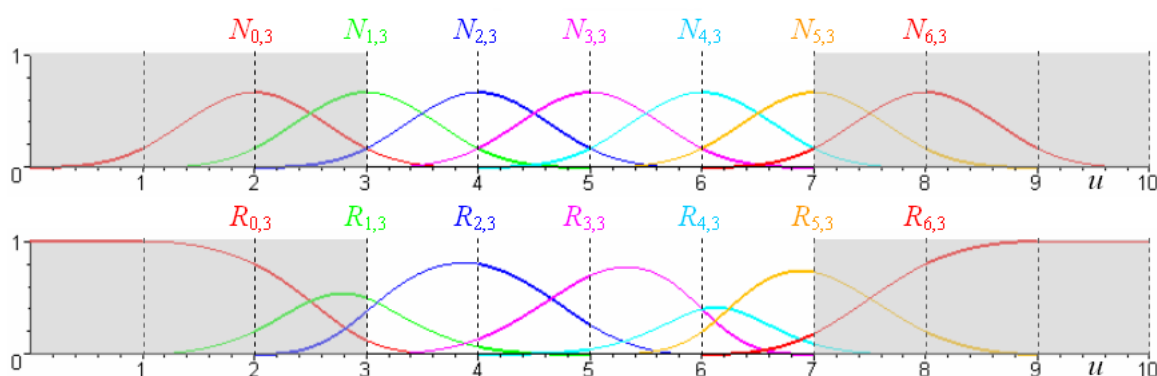 N0,3 N1,3 N2,3 N3,3 N4,3 N5,3 N6,3
1
0 1 2 3 4 5 6 7 8 9 u 10
R0,3 R1,3 R2,3 R3,3 R4,3 R5,3 R6,3
1
0 1 2 3 4 5 6 7 8 9 u 10